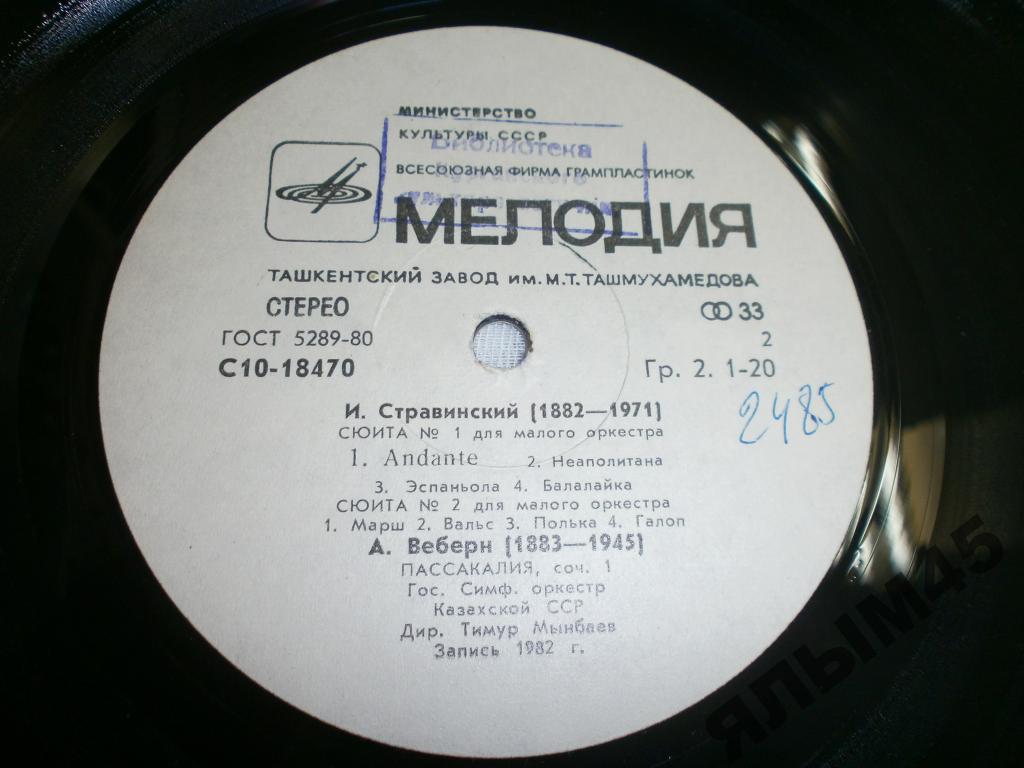 МИНИСТЕРСТВО
КУЛЬТУРЫ СССР
Библиотека
ВСЕСОЮЗНАЯ ФИРМА ГРАМПЛАСТИНОК
МЕЛОДИЯ
ТАШКЕНТСКИЙ ЗАВОД ИМ. М.Т. ТАШМУХАМЕДОВА
СТЕРЕО 33
ГОСТ 5289-80 2
С10-18470 Гр. 2. 1-20
2485
И. Стравинский (1882—1971)
СЮИТА № 1 для малого оркестра
1. Andante 2. Неаполитана
3. Эспаньола 4. Балалайка
СЮИТА № 2 для малого оркестра
1. Марш 2. Вальс 3. Полька 4. Галоп
А. Веберн (1883—1945)
ПАССАКАЛИЯ, соч. 1
Гос. Симф. оркестр
Казахской ССР
Дир. Тимур Мынбаев
Запись 1982 г.
ЯЛЫМ45